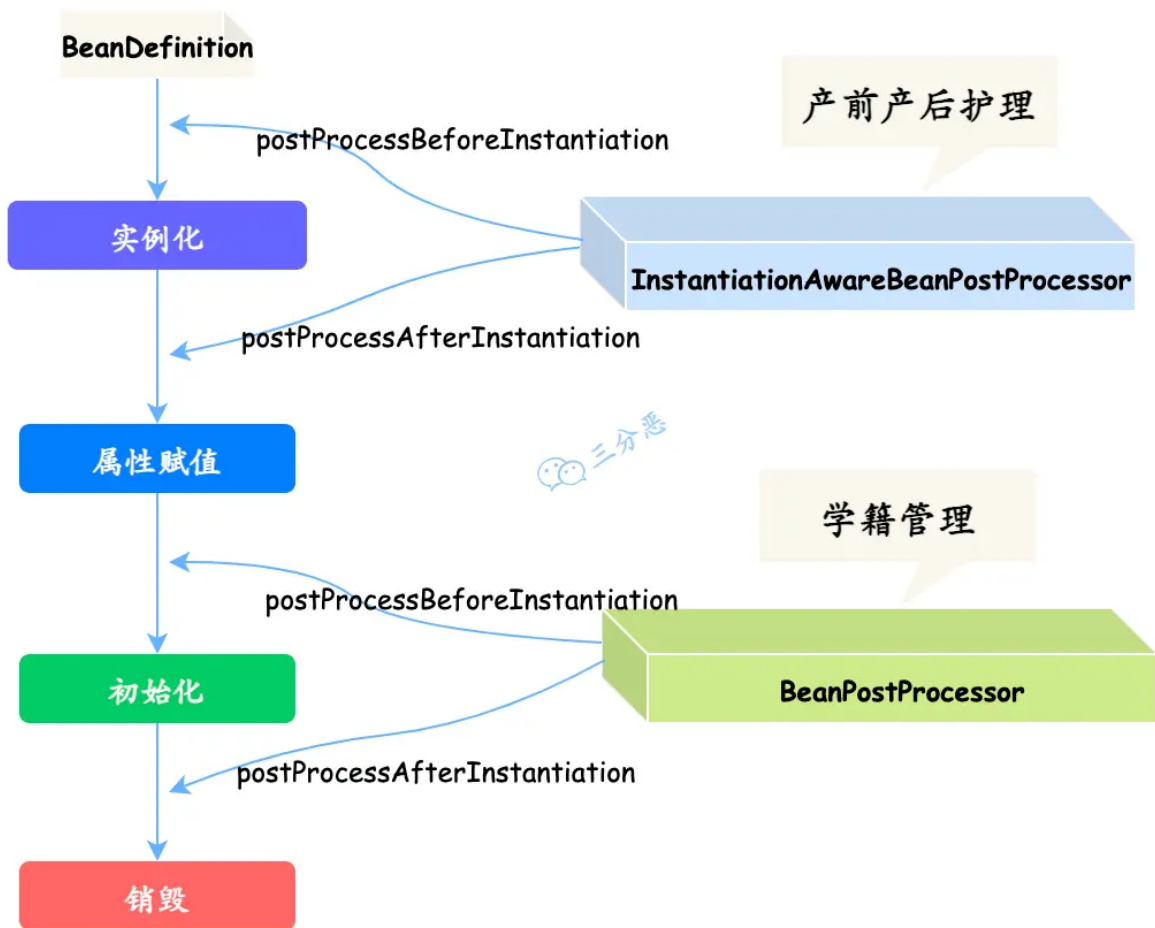 BeanDefinition
产前产后护理
postProcessBeforeInstantiation
实例化
InstantiationAwareBeanPostProcessor
postProcessAfterInstantiation
三分恶
属性赋值
学籍管理
postProcessBeforeInstantiation
初始化
BeanPostProcessor
postProcessAfterInstantiation
销毁